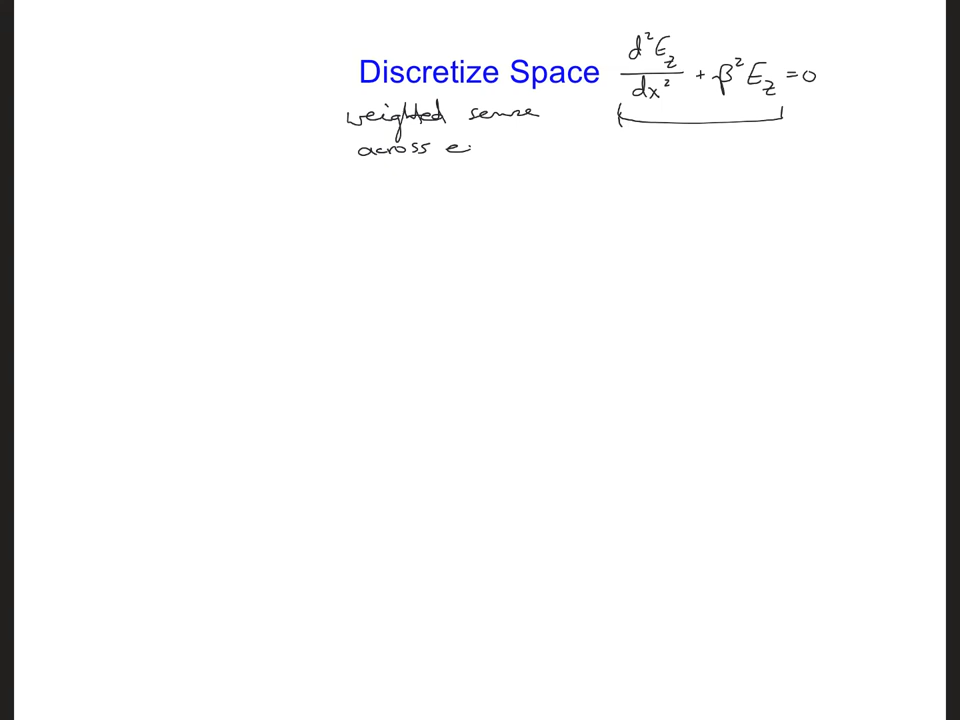 Discretize Space d²E_z/dx² + β²E_z = 0
weighted sense
across e